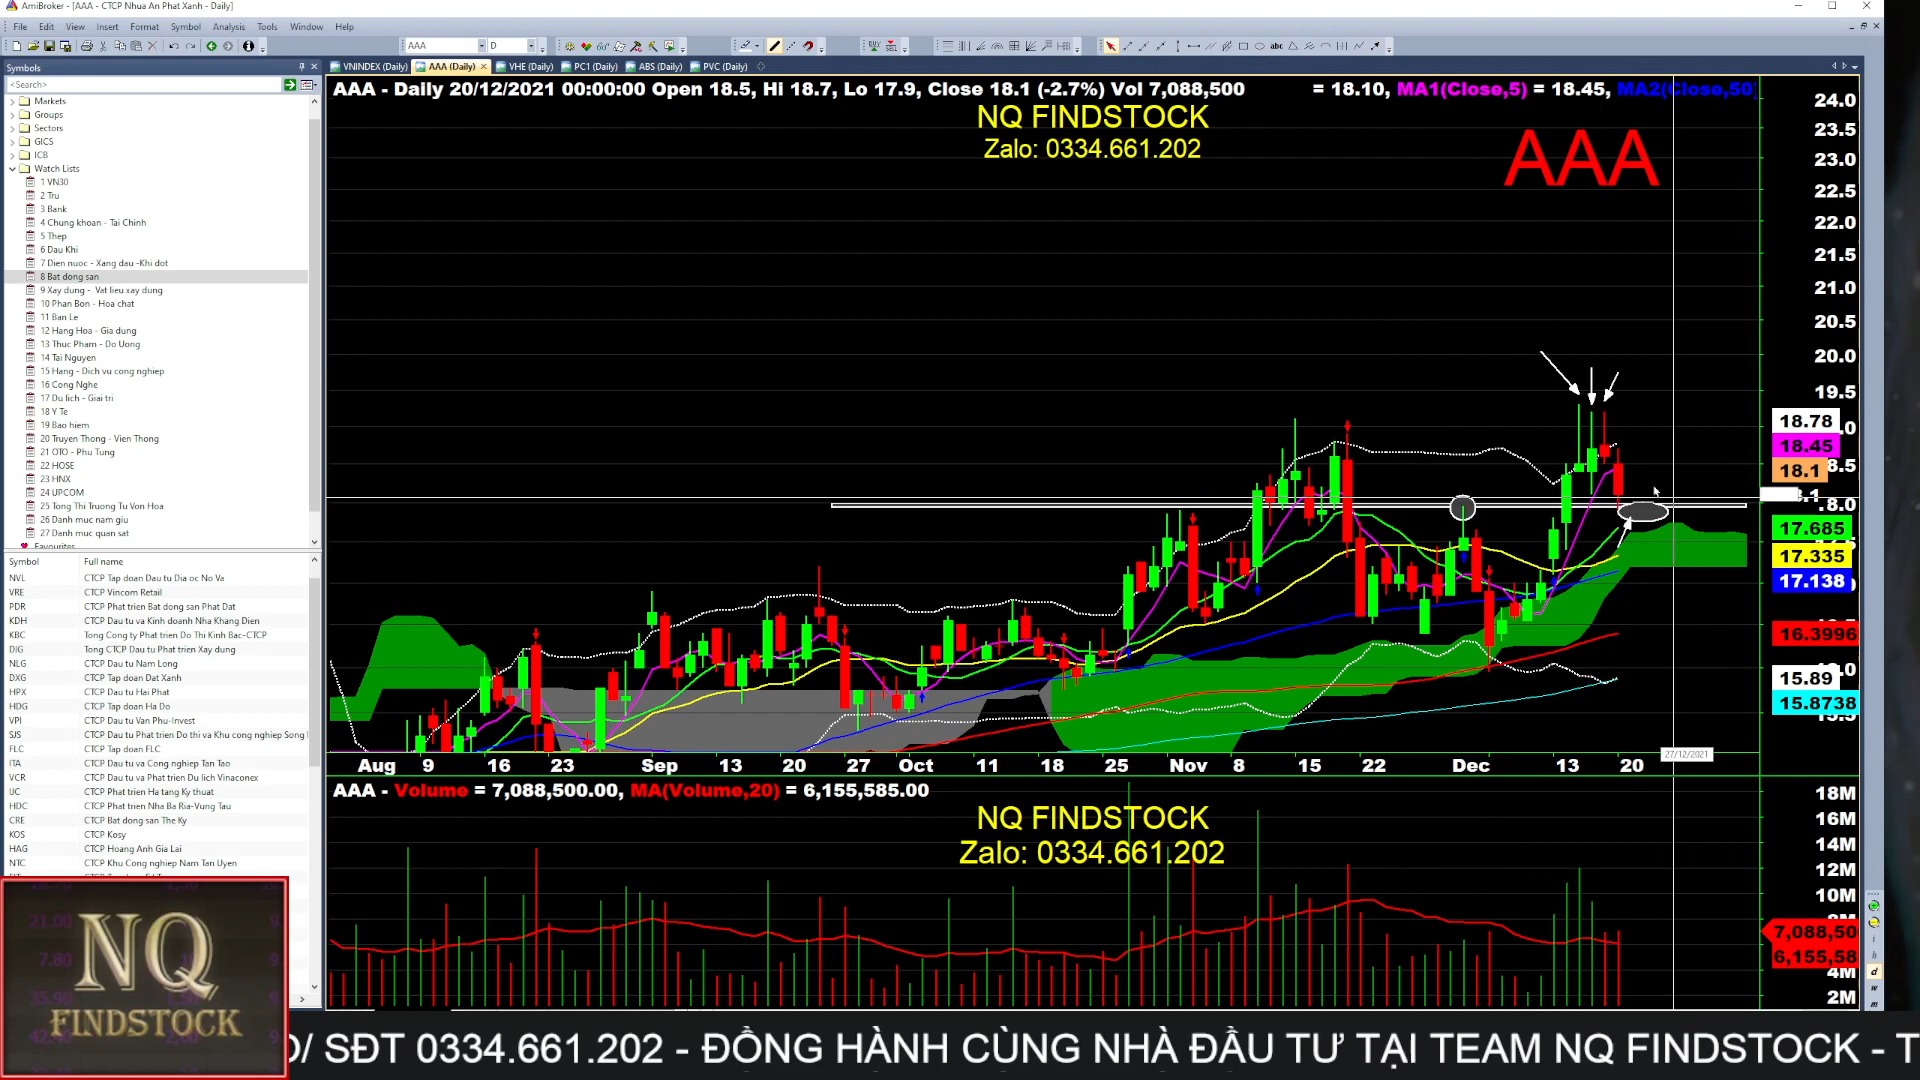 AmiBroker - [AAA - CTCP Nhua An Phat Xanh - Daily]
File Edit View Insert Format Symbol Analysis Tools Window Help
AAA D
Symbols
<Search>
VNINDEX (Daily) AAA (Daily) VHE (Daily) PC1 (Daily) ABS (Daily) PVC (Daily)
Markets
Groups
Sectors
GICS
ICB
Watch Lists
1 VN30
2 Tru
3 Bank
4 Chung khoan - Tai Chinh
5 Thep
6 Dau Khi
7 Dien nuoc - Xang dau -Khi dot
8 Bat dong san
9 Xay dung - Vat lieu xay dung
10 Phan Bon - Hoa chat
11 Ban Le
12 Hang Hoa - Gia dung
13 Thuc Pham - Do Uong
14 Tai Nguyen
15 Hang - Dich vu cong nghiep
16 Cong Nghe
17 Du lich - Giai tri
18 Y Te
19 Bao hiem
20 Truyen Thong - Vien Thong
21 OTO - Phu Tung
22 HOSE
23 HNX
24 UPCOM
25 Tong Thi Truong Tu Von Hoa
26 Danh muc nam giu
27 Danh muc quan sat
Favourites
Symbol Full name
NVL CTCP Tap doan Dau tu Dia oc No Va
VRE CTCP Vincom Retail
PDR CTCP Phat trien Bat dong san Phat Dat
KDH CTCP Dau tu va Kinh doanh Nha Khang Dien
KBC Tong Cong ty Phat trien Do Thi Kinh Bac-CTCP
DIG Tong CTCP Dau tu Phat trien Xay dung
NLG CTCP Dau tu Nam Long
DXG CTCP Tap doan Dat Xanh
HPX CTCP Dau tu Hai Phat
HDG CTCP Tap doan Ha Do
VPI CTCP Dau tu Van Phu-Invest
SJS CTCP Dau tu Phat trien Do thi va Khu cong nghiep Song
FLC CTCP Tap doan FLC
ITA CTCP Dau tu va Cong nghiep Tan Tao
VCR CTCP Dau tu va Phat trien Du lich Vinaconex
IJC CTCP Phat trien Ha tang Ky thuat
HDC CTCP Phat trien Nha Ba Ria-Vung Tau
CRE CTCP Bat dong san The Ky
KOS CTCP Kosy
HAG CTCP Hoang Anh Gia Lai
NTC CTCP Khu Cong nghiep Nam Tan Uyen
AAA - Daily 20/12/2021 00:00:00 Open 18.5, Hi 18.7, Lo 17.9, Close 18.1 (-2.7%) Vol 7,088,500 = 18.10, MA1(Close,5) = 18.45, MA2(Close,50)
NQ FINDSTOCK
Zalo: 0334.661.202
AAA
24.0
23.5
23.0
22.5
22.0
21.5
21.0
20.5
20.0
19.5
18.78
18.45
18.1
17.685
17.335
17.138
16.3996
15.89
15.8738
27/12/2021
Aug 9 16 23 Sep 13 20 27 Oct 11 18 25 Nov 8 15 22 Dec 13 20
AAA - Volume = 7,088,500.00, MA(Volume,20) = 6,155,585.00
NQ FINDSTOCK
Zalo: 0334.661.202
18M
16M
14M
12M
10M
7,088,50
6,155,58
4M
2M
NQ
FINDSTOCK
/ SĐT 0334.661.202 - ĐỒNG HÀNH CÙNG NHÀ ĐẦU TƯ TẠI TEAM NQ FINDSTOCK - T